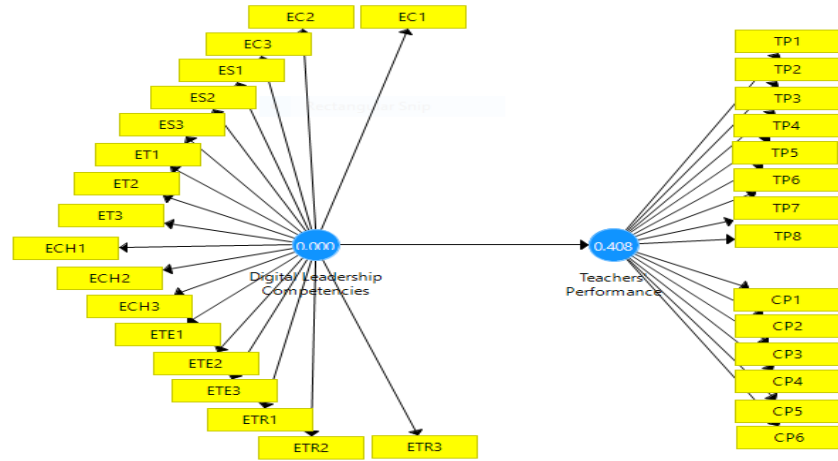 EC2
EC1
EC3
ES1
ES2
ES3
ET1
ET2
ET3
ECH1
ECH2
ECH3
ETE1
ETE2
ETE3
ETR1
ETR2
ETR3
0.000
Digital Leadership
Competencies
0.408
Teachers'
Performance
TP1
TP2
TP3
TP4
TP5
TP6
TP7
TP8
CP1
CP2
CP3
CP4
CP5
CP6